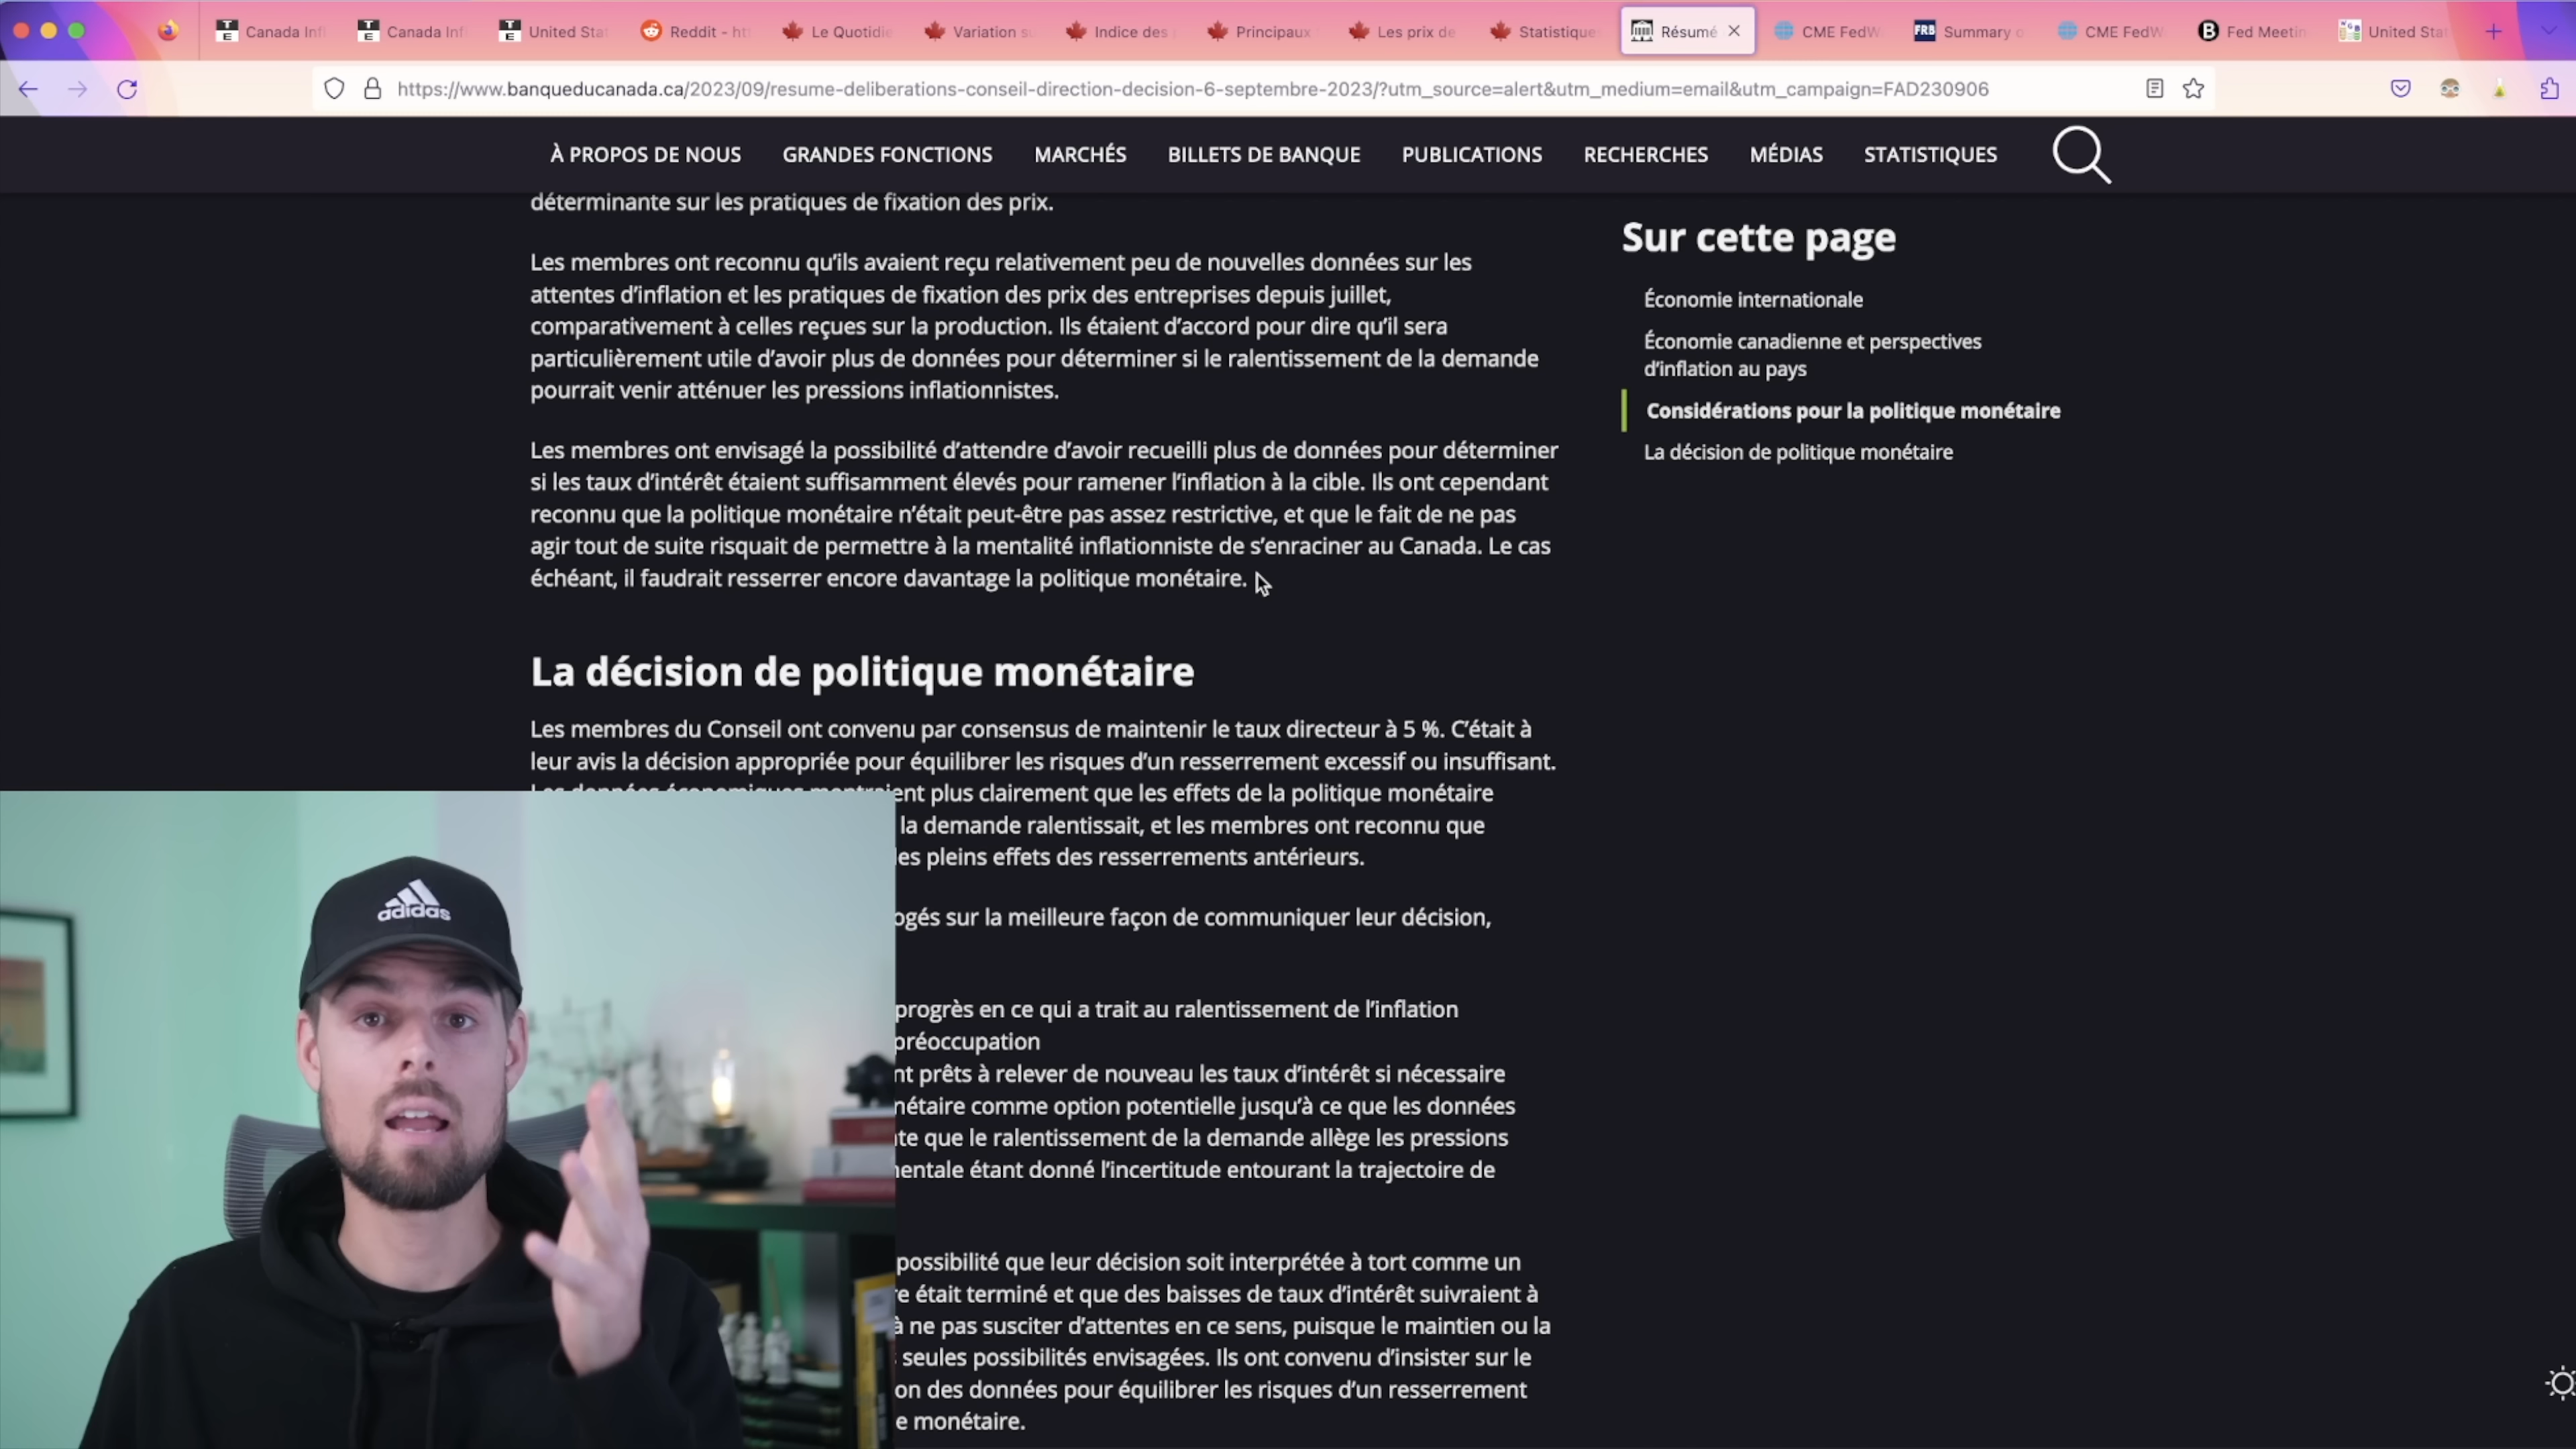 Canada Inf
Canada Inf
United Sta
Reddit - ht
Le Quotidie
Variation su
Indice des
Principaux
Les prix de
Statistique
Résumé
CME FedW
FRB
Summary o
CME FedW
B
Fed Meetin
United Stat
https://www.banqueducanada.ca/2023/09/resume-deliberations-conseil-direction-decision-6-septembre-2023/?utm_source=alert&utm_medium=email&utm_campaign=FAD230906
À PROPOS DE NOUS
GRANDES FONCTIONS
MARCHÉS
BILLETS DE BANQUE
PUBLICATIONS
RECHERCHES
MÉDIAS
STATISTIQUES
déterminante sur les pratiques de fixation des prix.
Les membres ont reconnu qu'ils avaient reçu relativement peu de nouvelles données sur les
attentes d'inflation et les pratiques de fixation des prix des entreprises depuis juillet,
comparativement à celles reçues sur la production. Ils étaient d'accord pour dire qu'il sera
particulièrement utile d'avoir plus de données pour déterminer si le ralentissement de la demande
pourrait venir atténuer les pressions inflationnistes.
Les membres ont envisagé la possibilité d'attendre d'avoir recueilli plus de données pour déterminer
si les taux d'intérêt étaient suffisamment élevés pour ramener l'inflation à la cible. Ils ont cependant
reconnu que la politique monétaire n'était peut-être pas assez restrictive, et que le fait de ne pas
agir tout de suite risquait de permettre à la mentalité inflationniste de s'enraciner au Canada. Le cas
échéant, il faudrait resserrer encore davantage la politique monétaire.
La décision de politique monétaire
Les membres du Conseil ont convenu par consensus de maintenir le taux directeur à 5 %. C'était à
leur avis la décision appropriée pour équilibrer les risques d'un resserrement excessif ou insuffisant.
Les données économiques montraient plus clairement que les effets de la politique monétaire
la demande ralentissait, et les membres ont reconnu que
es pleins effets des resserrements antérieurs.
ogés sur la meilleure façon de communiquer leur décision,
progrès en ce qui a trait au ralentissement de l'inflation
préoccupation
nt prêts à relever de nouveau les taux d'intérêt si nécessaire
nétaire comme option potentielle jusqu'à ce que les données
te que le ralentissement de la demande allège les pressions
mentale étant donné l'incertitude entourant la trajectoire de
possibilité que leur décision soit interprétée à tort comme un
e était terminé et que des baisses de taux d'intérêt suivraient à
à ne pas susciter d'attentes en ce sens, puisque le maintien ou la
seules possibilités envisagées. Ils ont convenu d'insister sur le
on des données pour équilibrer les risques d'un resserrement
e monétaire.
Sur cette page
Économie internationale
Économie canadienne et perspectives
d'inflation au pays
Considérations pour la politique monétaire
La décision de politique monétaire
adidas